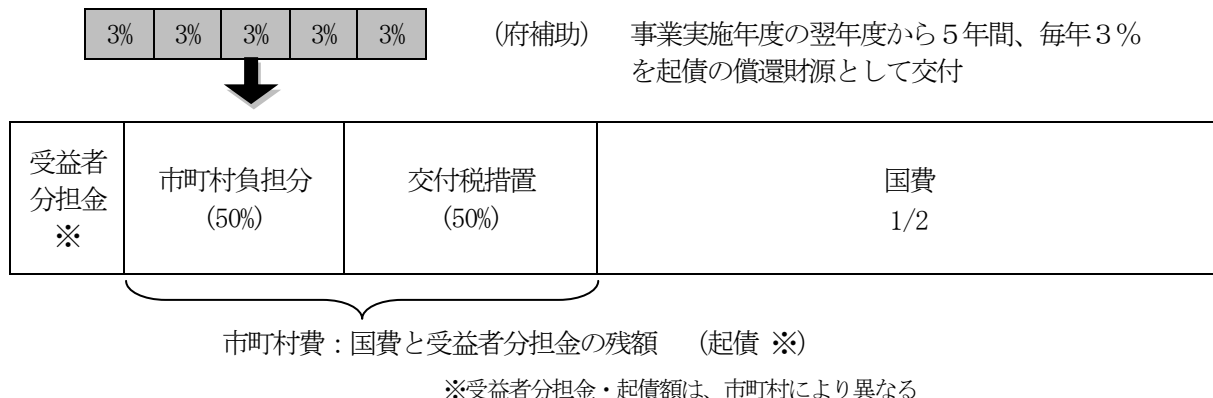 3% 3% 3% 3% 3% (府補助) 事業実施年度の翌年度から5年間、毎年3%
を起債の償還財源として交付
受益者
分担金
※
市町村負担分
(50%)
交付税措置
(50%)
国費
1/2
市町村費:国費と受益者分担金の残額 (起債 ※)
※受益者分担金・起債額は、市町村により異なる